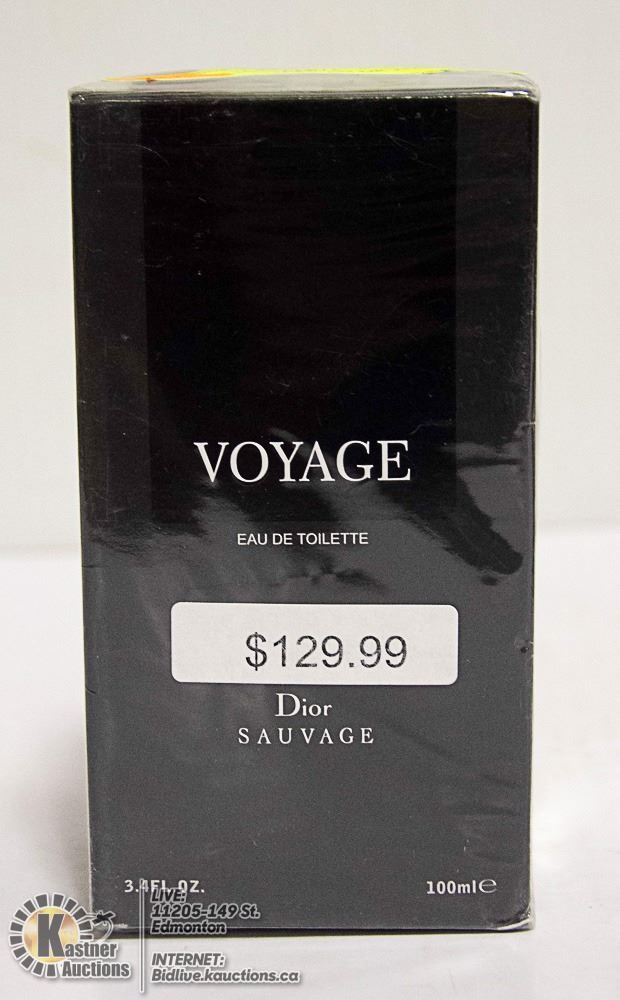 VOYAGE
EAU DE TOILETTE
$129.99
Dior
SAUVAGE
3.4FL.OZ.
100ml℮
Kastner
Auctions
LIVE:
11205-149 St.
Edmonton
INTERNET:
Bidlive.kauctions.ca